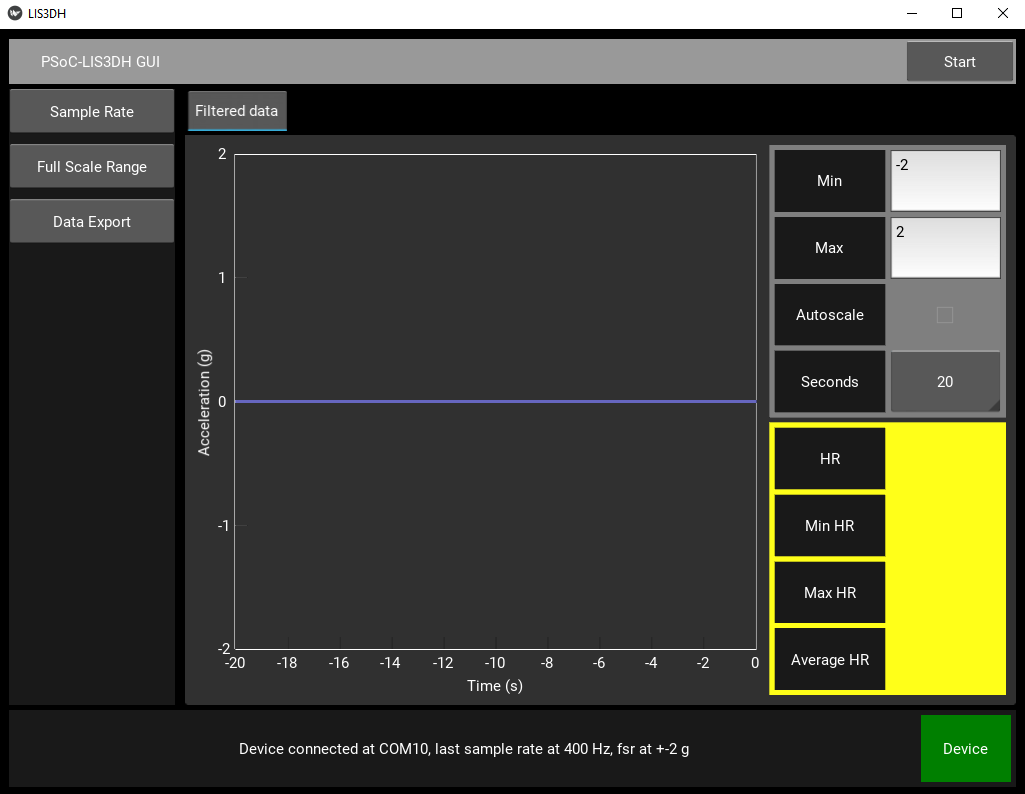 LIS3DH
PSoC-LIS3DH GUI
Start
Sample Rate
Full Scale Range
Data Export
Filtered data
2
1
0
-1
-2
Acceleration (g)
-20 -18 -16 -14 -12 -10 -8 -6 -4 -2 0
Time (s)
Min
-2
Max
2
Autoscale
Seconds
20
HR
Min HR
Max HR
Average HR
Device connected at COM10, last sample rate at 400 Hz, fsr at +-2 g
Device